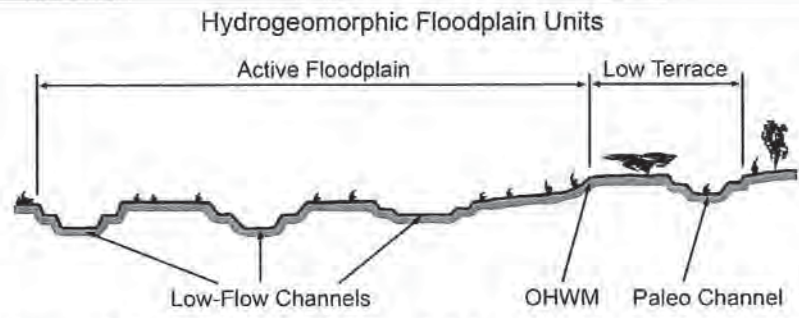 Hydrogeomorphic Floodplain Units
Active Floodplain
Low Terrace
Low-Flow Channels
OHWM
Paleo Channel